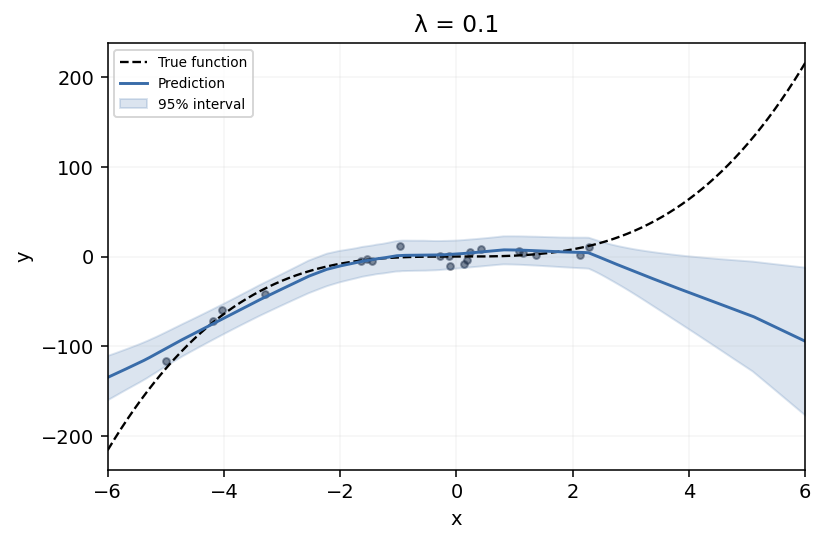 λ = 0.1
True function
Prediction
95% interval
200
100
0
−100
−200
y
−6 −4 −2 0 2 4 6
x